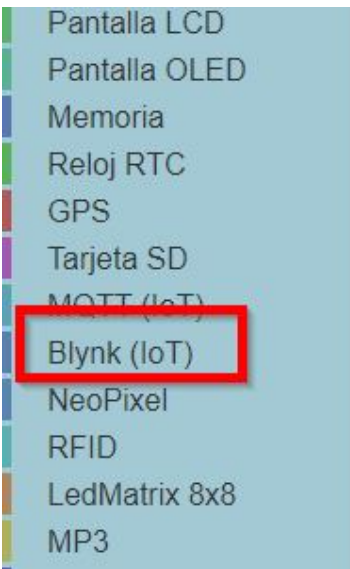 Pantalla LCD
Pantalla OLED
Memoria
Reloj RTC
GPS
Tarjeta SD
MQTT (IoT)
Blynk (IoT)
NeoPixel
RFID
LedMatrix 8x8
MP3